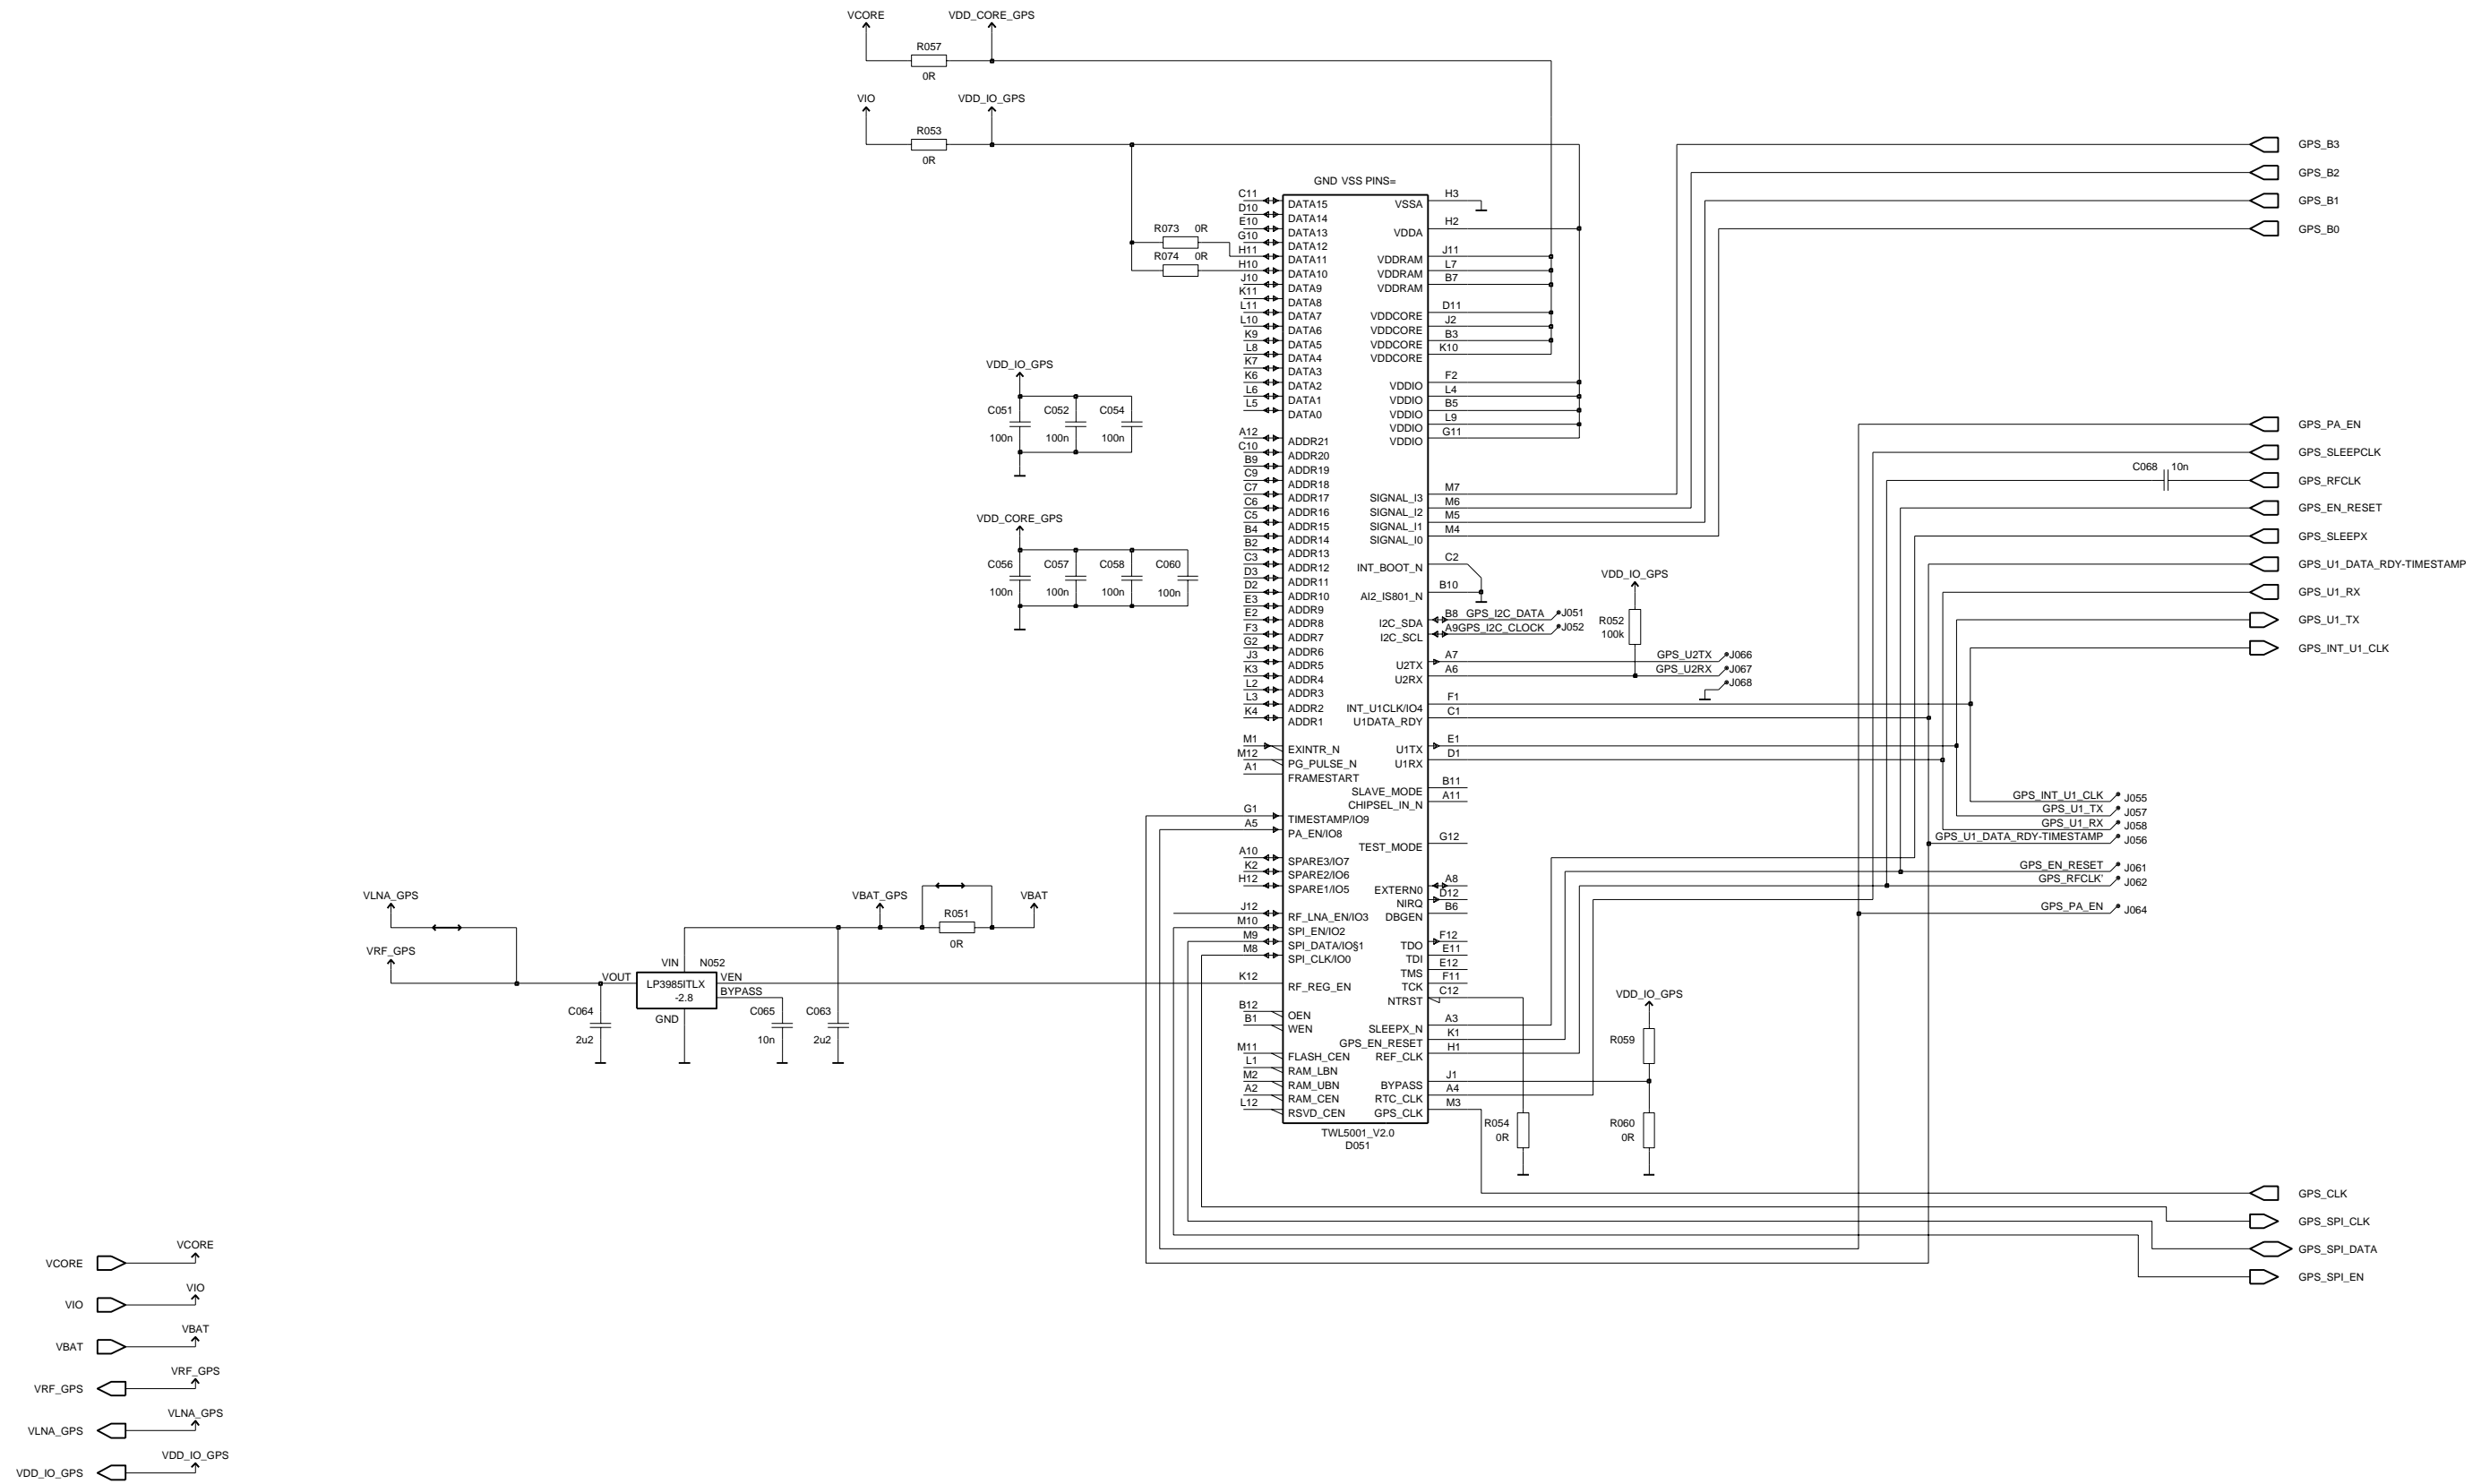 VCORE VDD_CORE_GPS
R057
0R
VIO VDD_IO_GPS
R053
0R
GND VSS PINS=
C11 DATA15
D10 DATA14
E10 DATA13
G10 DATA12
H11 DATA11
H10 DATA10
J10 DATA9
K11 DATA8
L11 DATA7
L10 DATA6
K9 DATA5
L8 DATA4
K7 DATA3
K6 DATA2
L6 DATA1
L5 DATA0
R073 0R
R074 0R
A12 ADDR21
C10 ADDR20
B9 ADDR19
C9 ADDR18
C7 ADDR17
C6 ADDR16
C5 ADDR15
B4 ADDR14
B2 ADDR13
C3 ADDR12
D3 ADDR11
D2 ADDR10
E3 ADDR9
E2 ADDR8
F3 ADDR7
G2 ADDR6
J3 ADDR5
K3 ADDR4
L2 ADDR3
L3 ADDR2
K4 ADDR1
M1 EXINTR_N
M12 PG_PULSE_N
A1 FRAMESTART
G1 TIMESTAMP/IO9
A5 PA_EN/IO8
A10 SPARE3/IO7
K2 SPARE2/IO6
H12 SPARE1/IO5
J12 RF_LNA_EN/IO3
M10 SPI_EN/IO2
M9 SPI_DATA/IO§1
M8 SPI_CLK/IO0
K12 RF_REG_EN
B12 OEN
B1 WEN
M11 FLASH_CEN
L1 RAM_LBN
M2 RAM_UBN
A2 RAM_CEN
L12 RSVD_CEN
VSSA H3
VDDA H2
VDDRAM J11
VDDRAM L7
VDDRAM B7
VDDCORE D11
VDDCORE J2
VDDCORE B3
VDDCORE K10
VDDIO F2
VDDIO L4
VDDIO B5
VDDIO L9
VDDIO G11
SIGNAL_I3 M7
SIGNAL_I2 M6
SIGNAL_I1 M5
SIGNAL_I0 M4
INT_BOOT_N C2
AI2_IS801_N B10
I2C_SDA B8 GPS_I2C_DATA J051
I2C_SCL A9 GPS_I2C_CLOCK J052
U2TX A7 GPS_U2TX J066
U2RX A6 GPS_U2RX J067
J068
INT_U1CLK/IO4 F1
U1DATA_RDY C1
U1TX E1
U1RX D1
SLAVE_MODE B11
CHIPSEL_IN_N A11
TEST_MODE G12
EXTERN0 A8
NIRQ D12
DBGEN B6
TDO F12
TDI E11
TMS E12
TCK F11
NTRST C12
SLEEPX_N A3
GPS_EN_RESET K1
REF_CLK H1
BYPASS J1
RTC_CLK A4
GPS_CLK M3
TWL5001_V2.0
D051
VDD_IO_GPS
C051 C052 C054
100n 100n 100n
VDD_CORE_GPS
C056 C057 C058 C060
100n 100n 100n 100n
VDD_IO_GPS
R052
100k
VDD_IO_GPS
R059
R054
0R
R060
0R
GPS_INT_U1_CLK J055
GPS_U1_TX J057
GPS_U1_RX J058
GPS_U1_DATA_RDY-TIMESTAMP J056
GPS_EN_RESET J061
GPS_RFCLK' J062
GPS_PA_EN J064
GPS_B3
GPS_B2
GPS_B1
GPS_B0
GPS_PA_EN
GPS_SLEEPCLK
C068 10n
GPS_RFCLK
GPS_EN_RESET
GPS_SLEEPX
GPS_U1_DATA_RDY-TIMESTAMP
GPS_U1_RX
GPS_U1_TX
GPS_INT_U1_CLK
GPS_CLK
GPS_SPI_CLK
GPS_SPI_DATA
GPS_SPI_EN
VLNA_GPS
VRF_GPS
VBAT_GPS
VBAT
R051
0R
VIN N052
VOUT
VEN
BYPASS
LP3985ITLX
-2.8
GND
C064
2u2
C065
10n
C063
2u2
VCORE VCORE
VIO VIO
VBAT VBAT
VRF_GPS VRF_GPS
VLNA_GPS VLNA_GPS
VDD_IO_GPS VDD_IO_GPS